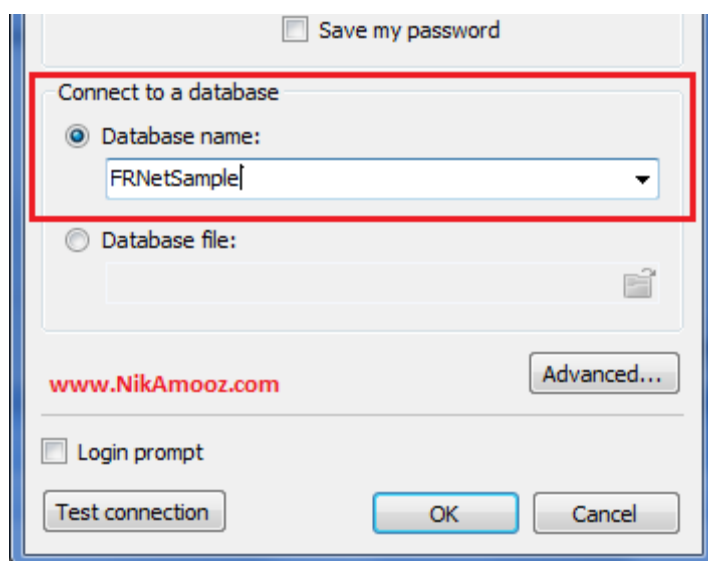 Save my password
Connect to a database
Database name:
FRNetSample
Database file:
www.NikAmooz.com
Advanced...
Login prompt
Test connection
OK
Cancel